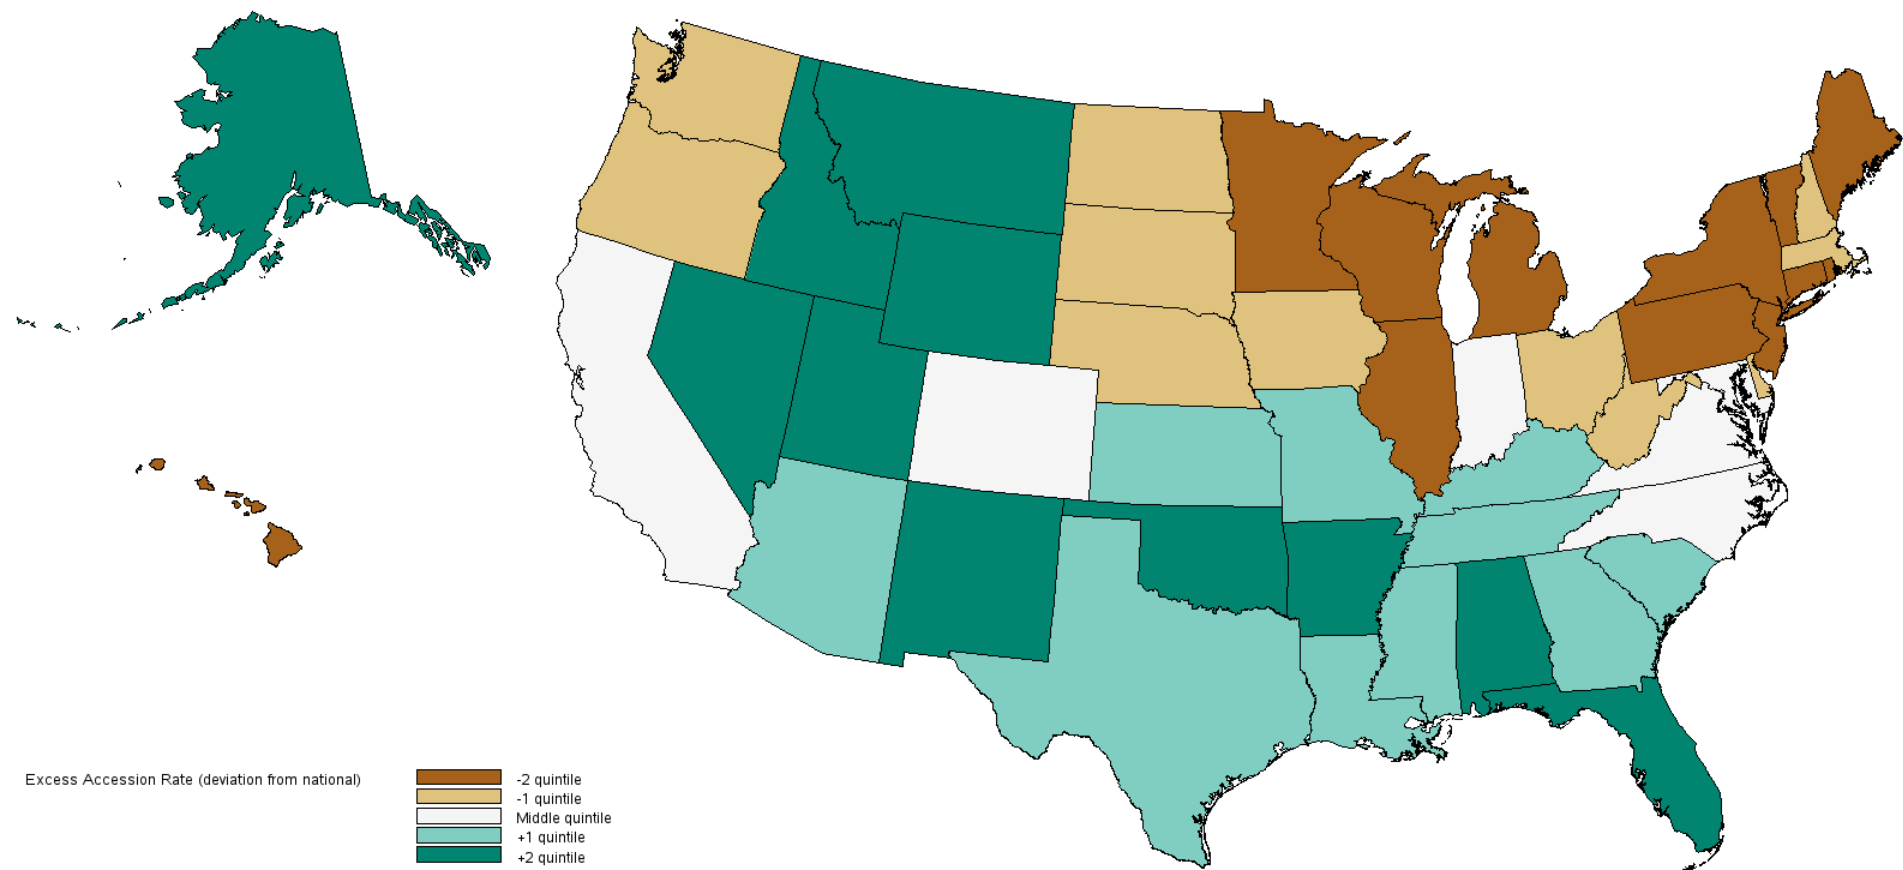 Excess Accession Rate (deviation from national)
-2 quintile
-1 quintile
Middle quintile
+1 quintile
+2 quintile